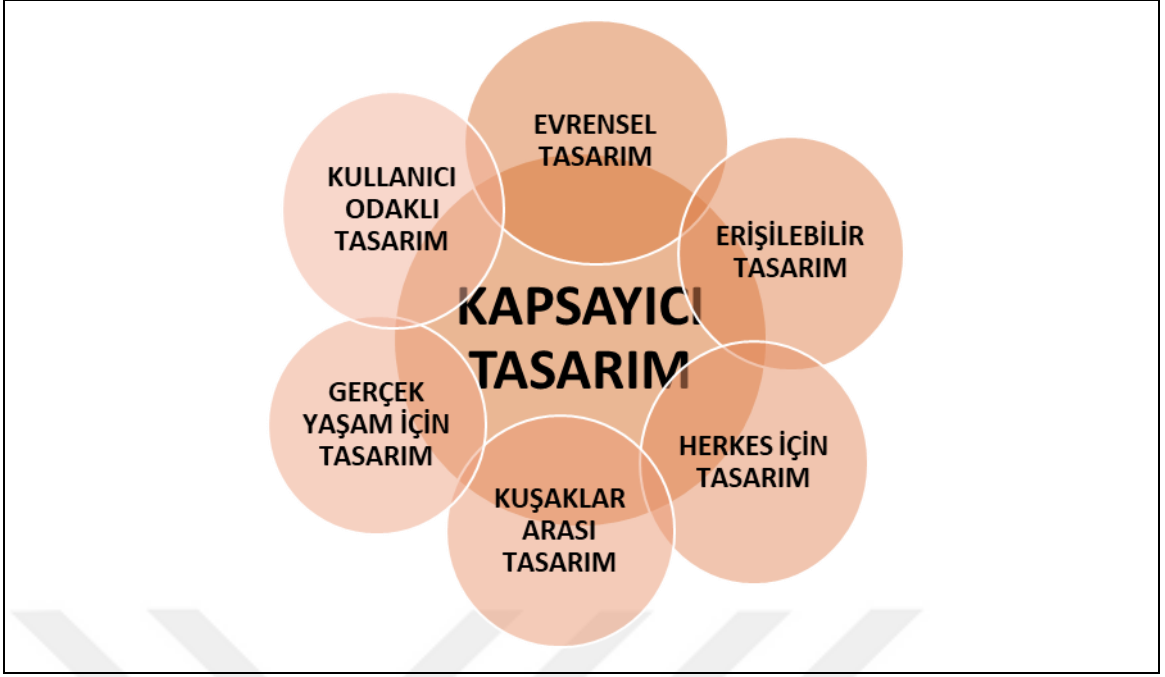 EVRENSEL
TASARIM
KULLANICI
ODAKLI
TASARIM
ERİŞİLEBİLİR
TASARIM
KAPSAYICI
TASARIM
GERÇEK
YAŞAM İÇİN
TASARIM
HERKES İÇİN
TASARIM
KUŞAKLAR
ARASI
TASARIM